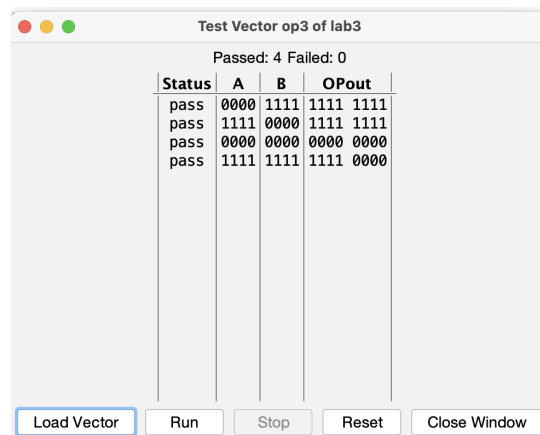 Test Vector op3 of lab3
Passed: 4 Failed: 0
Status A B OPout
pass 0000 1111 1111 1111
pass 1111 0000 1111 1111
pass 0000 0000 0000 0000
pass 1111 1111 1111 0000
Load Vector Run Stop Reset Close Window